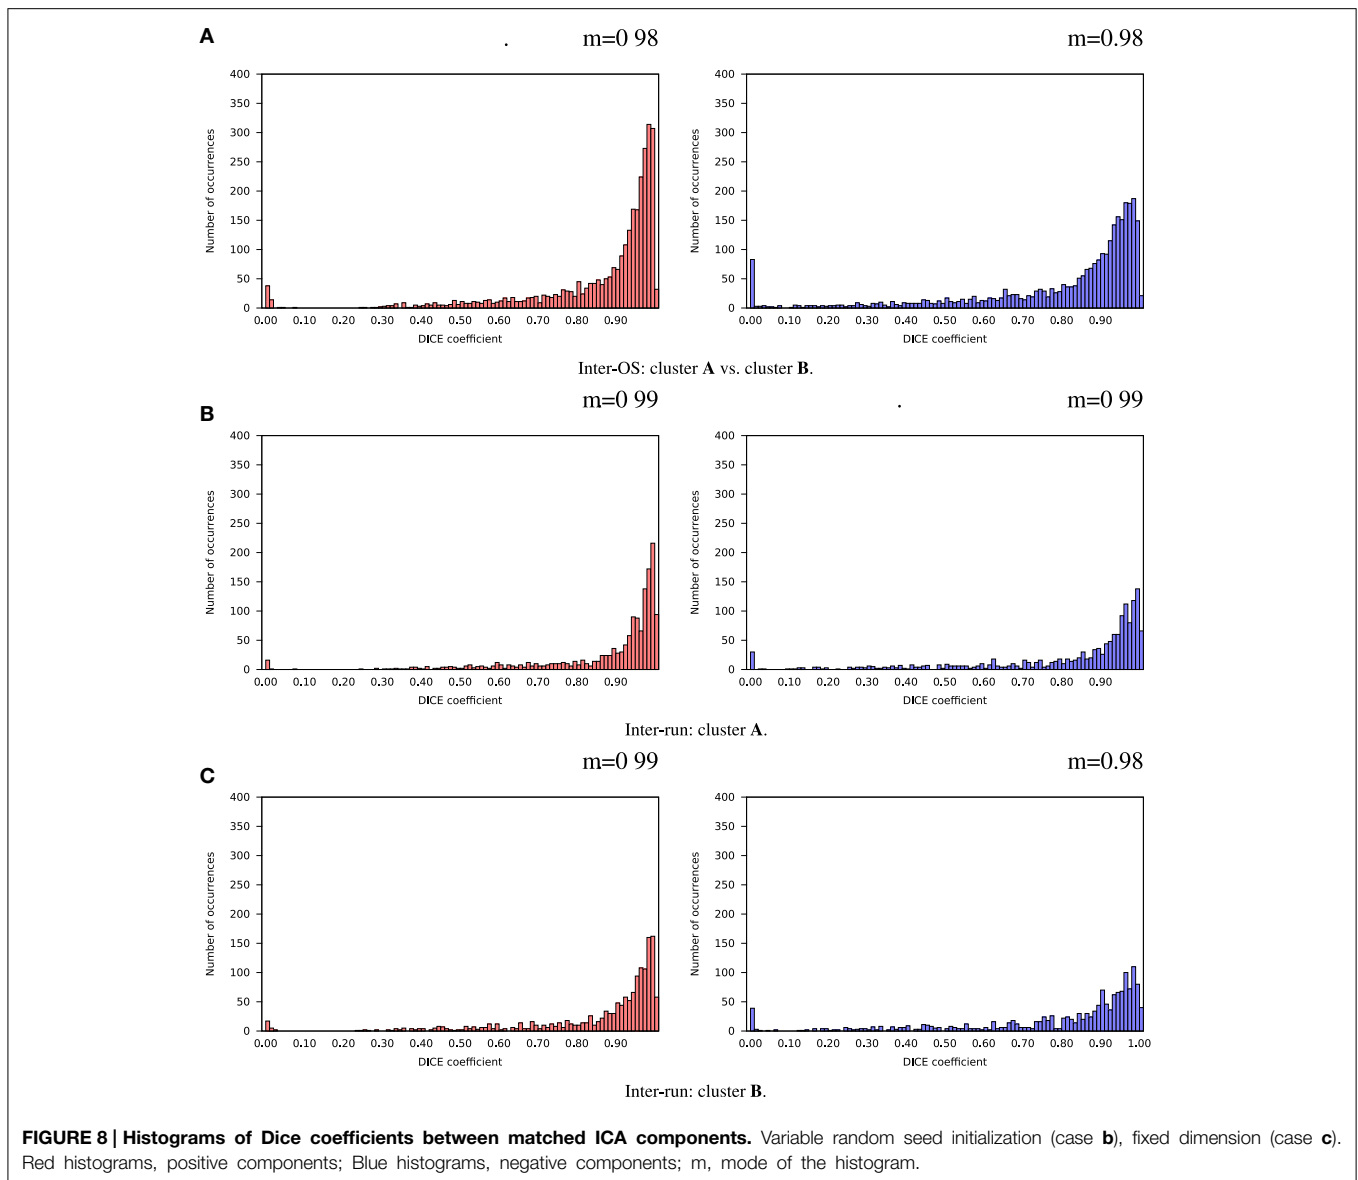 A
m=0 98
m=0.98
400
350
300
250
200
150
100
50
0
Number of occurrences
0.00 0.10 0.20 0.30 0.40 0.50 0.60 0.70 0.80 0.90
DICE coefficient
400
350
300
250
200
150
100
50
0
Number of occurrences
0.00 0.10 0.20 0.30 0.40 0.50 0.60 0.70 0.80 0.90
DICE coefficient
Inter-OS: cluster A vs. cluster B.
B
m=0 99
m=0 99
400
350
300
250
200
150
100
50
0
Number of occurrences
0.00 0.10 0.20 0.30 0.40 0.50 0.60 0.70 0.80 0.90
DICE coefficient
400
350
300
250
200
150
100
50
0
Number of occurrences
0.00 0.10 0.20 0.30 0.40 0.50 0.60 0.70 0.80 0.90
DICE coefficient
Inter-run: cluster A.
C
m=0 99
m=0.98
400
350
300
250
200
150
100
50
0
Number of occurrences
0.00 0.10 0.20 0.30 0.40 0.50 0.60 0.70 0.80 0.90
DICE coefficient
400
350
300
250
200
150
100
50
0
Number of occurrences
0.00 0.10 0.20 0.30 0.40 0.50 0.60 0.70 0.80 0.90 1.00
DICE coefficient
Inter-run: cluster B.
FIGURE 8 | Histograms of Dice coefficients between matched ICA components. Variable random seed initialization (case b), fixed dimension (case c).
Red histograms, positive components; Blue histograms, negative components; m, mode of the histogram.